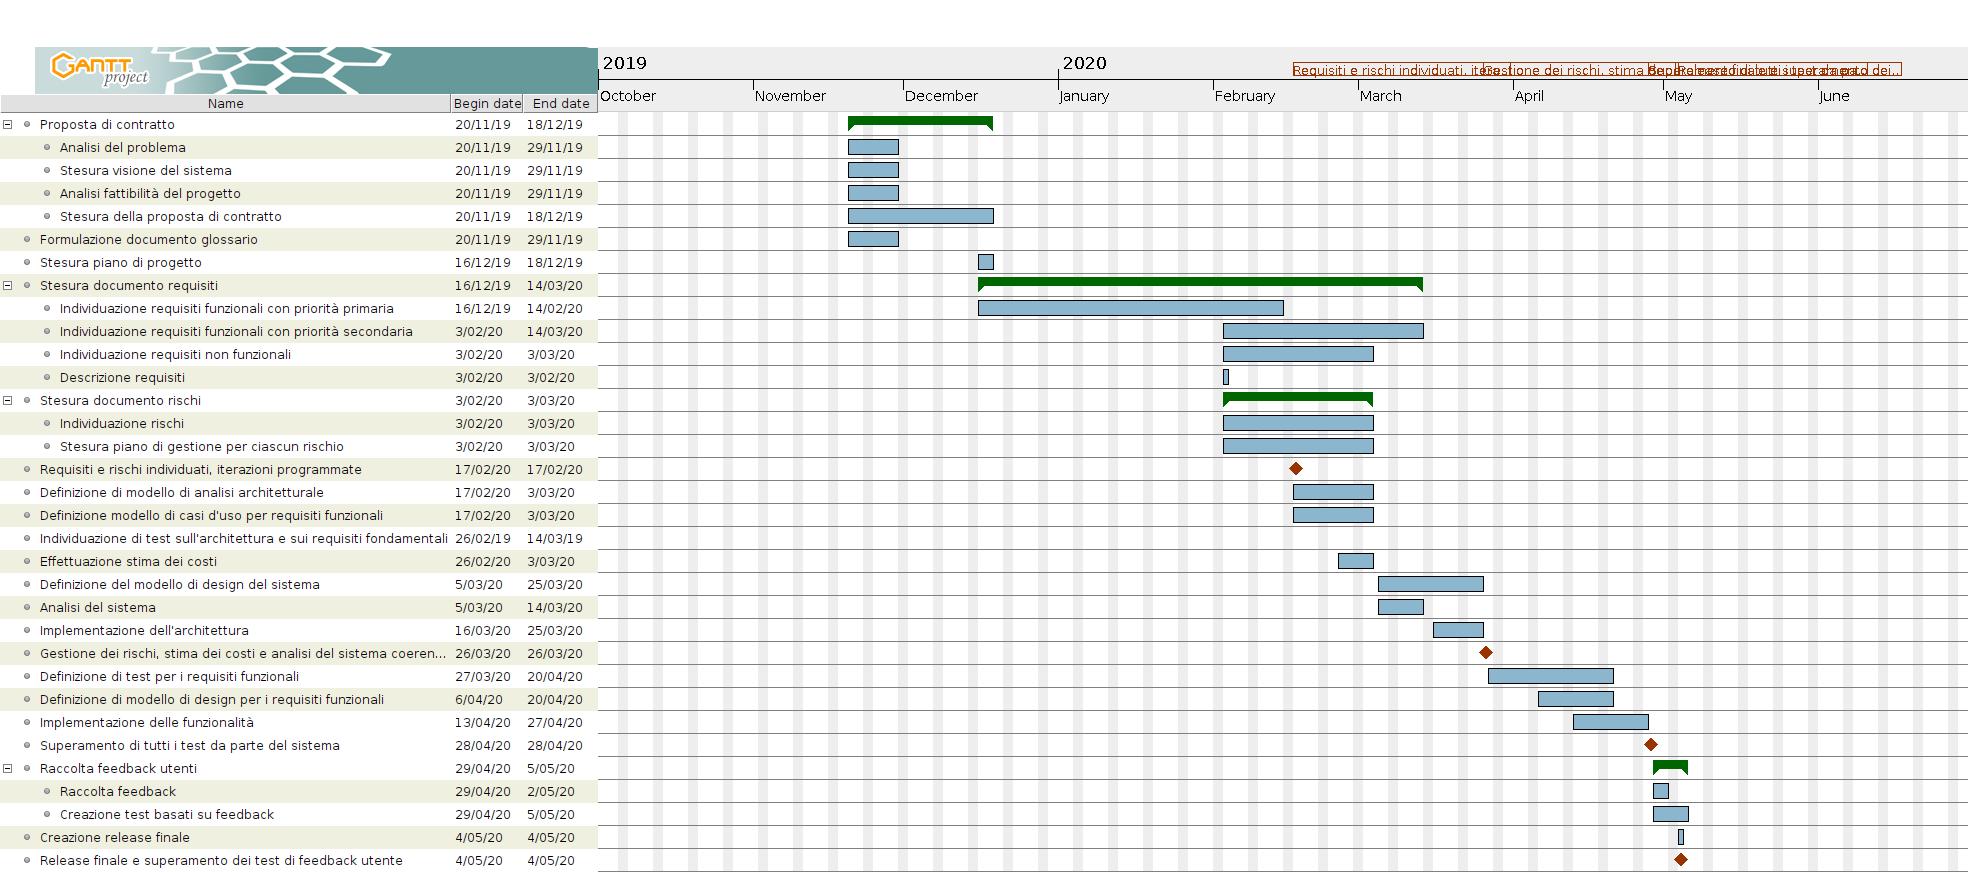 GANTT
project
2019
2020
Requisiti e rischi individuati, itera
Gestione dei rischi, stima
dei..
October November December January February March April May June
Name Begin date End date
Proposta di contratto 20/11/19 18/12/19
Analisi del problema 20/11/19 29/11/19
Stesura visione del sistema 20/11/19 29/11/19
Analisi fattibilità del progetto 20/11/19 29/11/19
Stesura della proposta di contratto 20/11/19 18/12/19
Formulazione documento glossario 20/11/19 29/11/19
Stesura piano di progetto 16/12/19 18/12/19
Stesura documento requisiti 16/12/19 14/03/20
Individuazione requisiti funzionali con priorità primaria 16/12/19 14/02/20
Individuazione requisiti funzionali con priorità secondaria 3/02/20 14/03/20
Individuazione requisiti non funzionali 3/02/20 3/03/20
Descrizione requisiti 3/02/20 3/02/20
Stesura documento rischi 3/02/20 3/03/20
Individuazione rischi 3/02/20 3/03/20
Stesura piano di gestione per ciascun rischio 3/02/20 3/03/20
Requisiti e rischi individuati, iterazioni programmate 17/02/20 17/02/20
Definizione di modello di analisi architetturale 17/02/20 3/03/20
Definizione modello di casi d'uso per requisiti funzionali 17/02/20 3/03/20
Individuazione di test sull'architettura e sui requisiti fondamentali 26/02/19 14/03/19
Effettuazione stima dei costi 26/02/20 3/03/20
Definizione del modello di design del sistema 5/03/20 25/03/20
Analisi del sistema 5/03/20 14/03/20
Implementazione dell'architettura 16/03/20 25/03/20
Gestione dei rischi, stima dei costi e analisi del sistema coeren... 26/03/20 26/03/20
Definizione di test per i requisiti funzionali 27/03/20 20/04/20
Definizione di modello di design per i requisiti funzionali 6/04/20 20/04/20
Implementazione delle funzionalità 13/04/20 27/04/20
Superamento di tutti i test da parte del sistema 28/04/20 28/04/20
Raccolta feedback utenti 29/04/20 5/05/20
Raccolta feedback 29/04/20 2/05/20
Creazione test basati su feedback 29/04/20 5/05/20
Creazione release finale 4/05/20 4/05/20
Release finale e superamento dei test di feedback utente 4/05/20 4/05/20